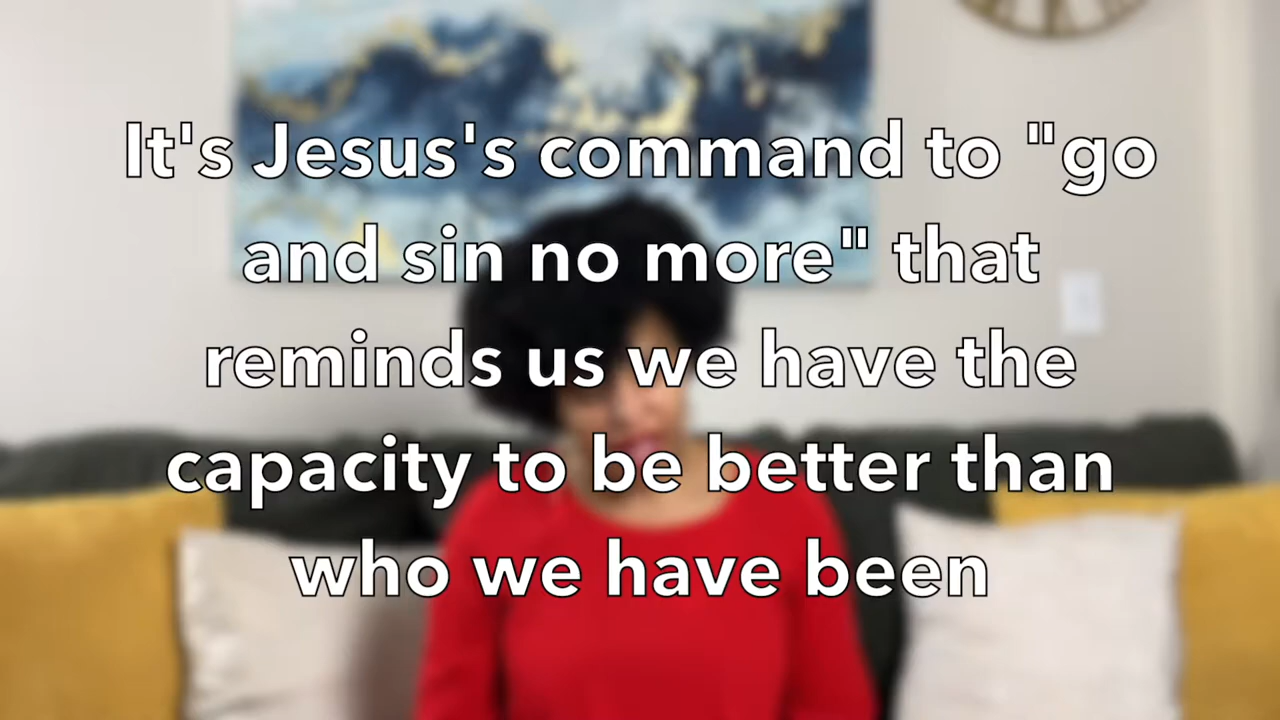 It's Jesus's command to "go
and sin no more" that
reminds us we have the
capacity to be better than
who we have been